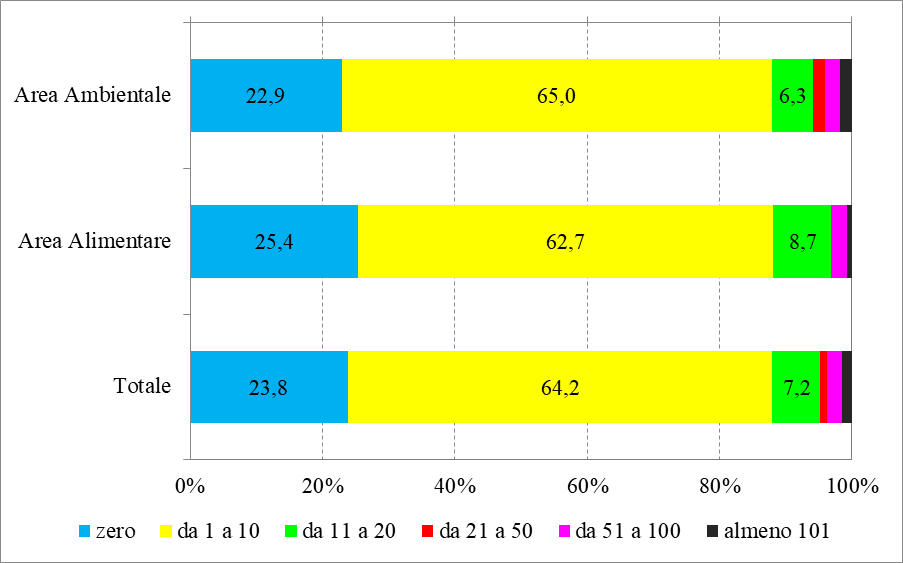 Area Ambientale 22,9 65,0 6,3
Area Alimentare 25,4 62,7 8,7
Totale 23,8 64,2 7,2
0% 20% 40% 60% 80% 100%
zero da 1 a 10 da 11 a 20 da 21 a 50 da 51 a 100 almeno 101